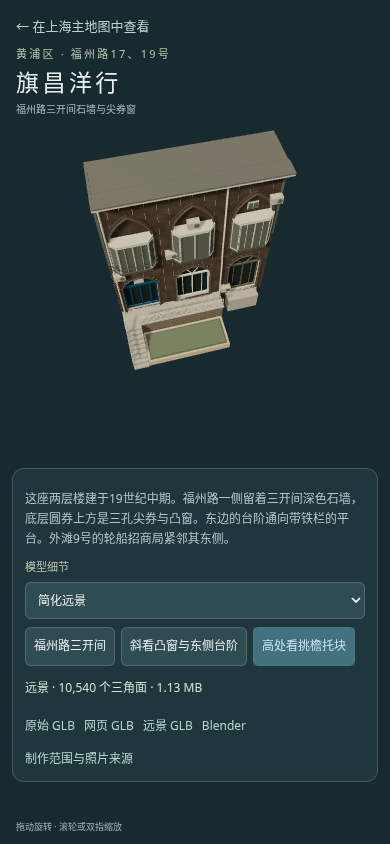 ← 在上海主地图中查看
黄浦区 · 福州路17、19号
旗昌洋行
福州路三开间石墙与尖券窗
这座两层楼建于19世纪中期。福州路一侧留着三开间深色石墙，
底层圆券上方是三孔尖券与凸窗。东边的台阶通向带铁栏的平
台。外滩9号的轮船招商局紧邻其东侧。
模型细节
简化远景
福州路三开间 斜看凸窗与东侧台阶 高处看挑檐托块
远景 · 10,540 个三角面 · 1.13 MB
原始 GLB 网页 GLB 远景 GLB Blender
制作范围与照片来源
拖动旋转 · 滚轮或双指缩放